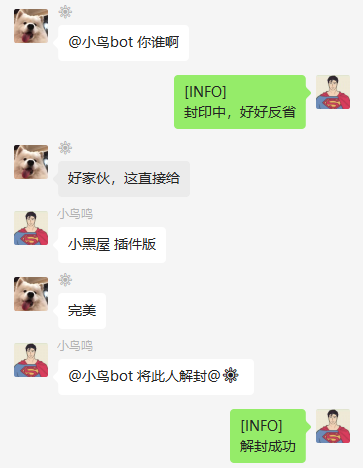 @小鸟bot 你谁啊
[INFO]
封印中，好好反省
好家伙，这直接给
小鸟鸣
小黑屋 插件版
完美
小鸟鸣
@小鸟bot 将此人解封@
[INFO]
解封成功